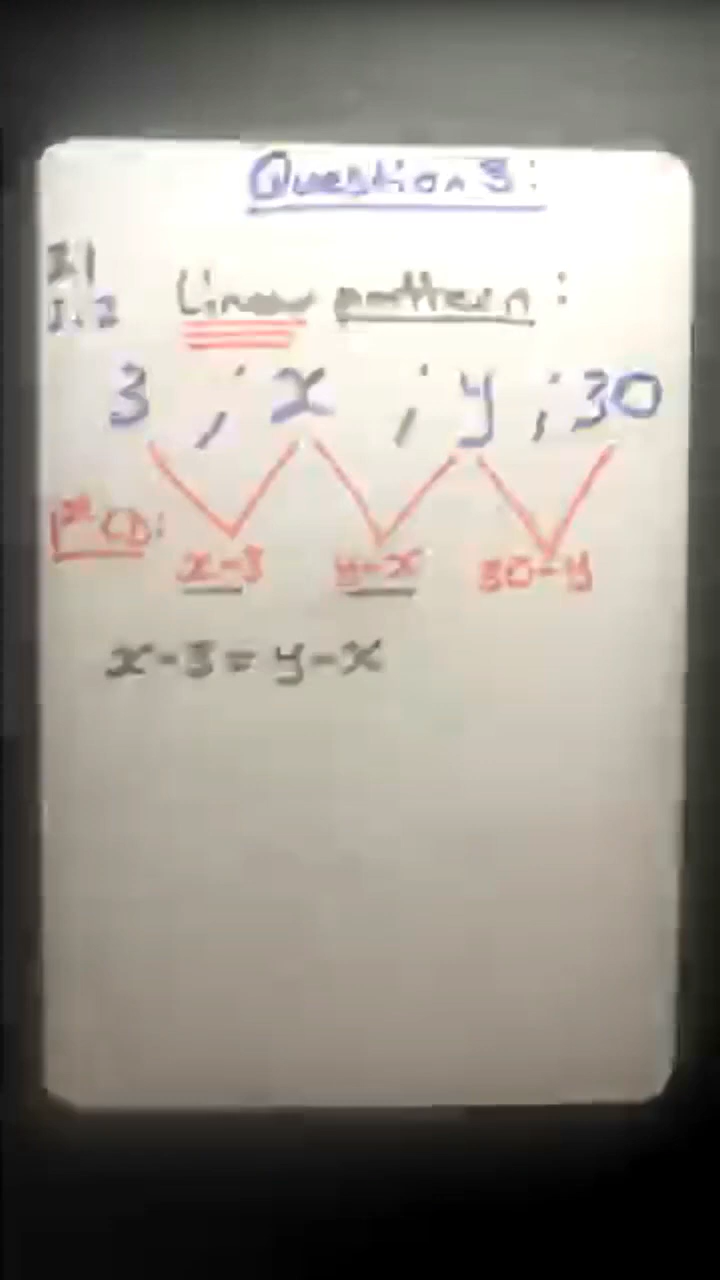 Question 3:
3.1
3.2 Linear pattern:
3 ; x ; y ; 30
1st CD:
x-3 y-x 30-y
x-3=y-x